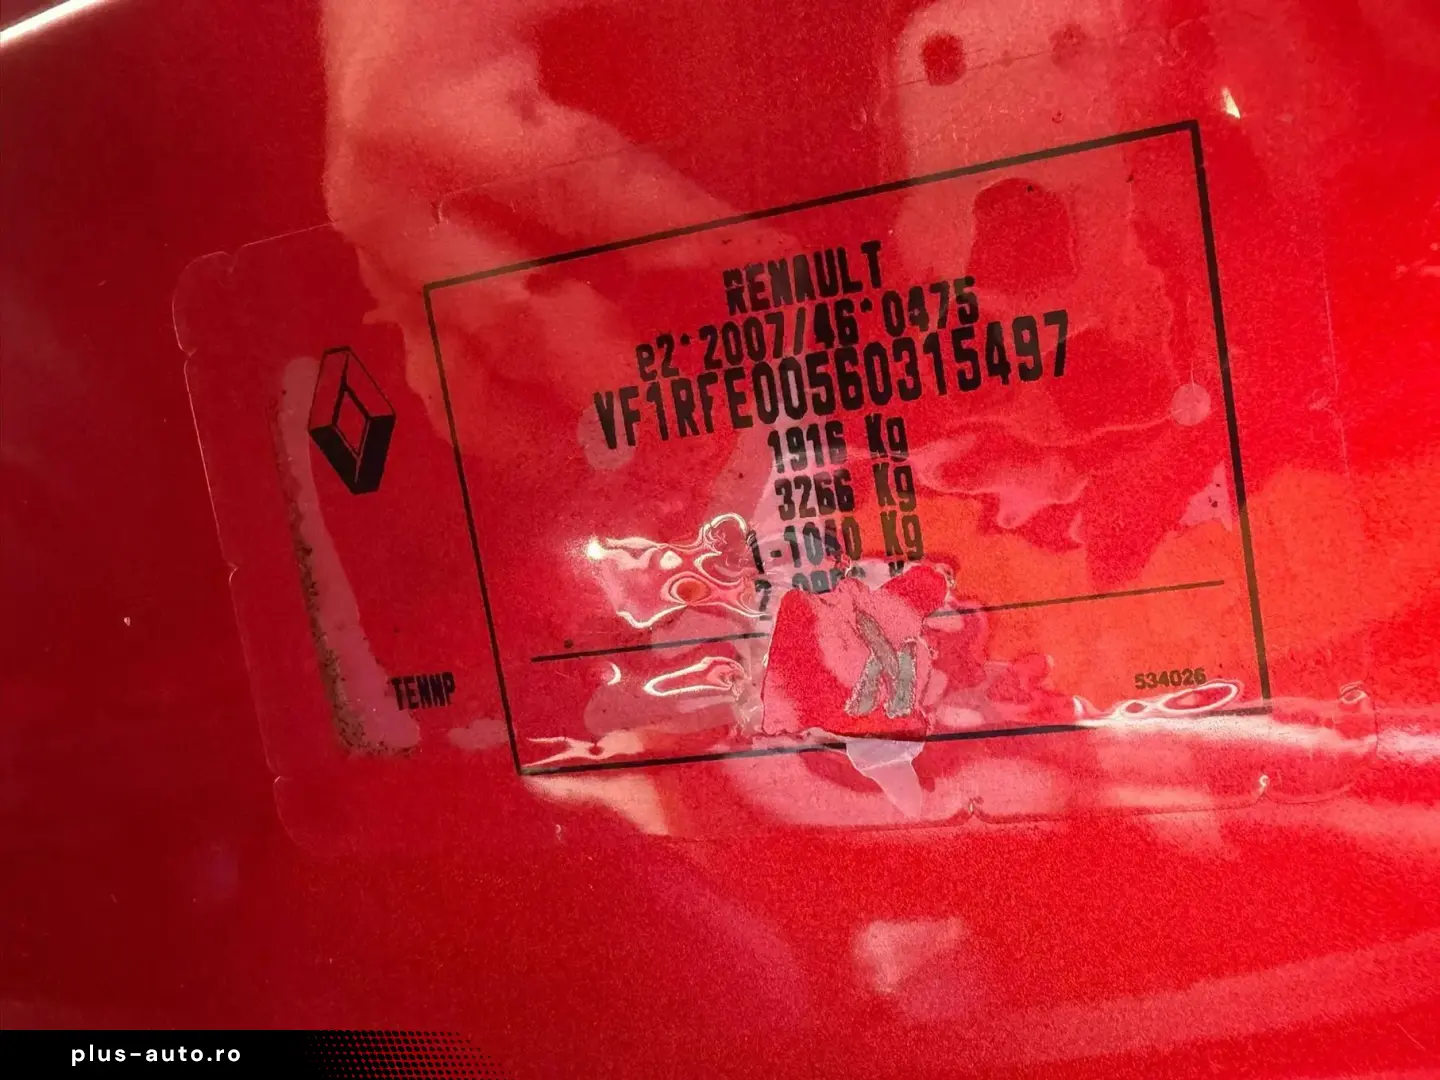 RENAULT
e2*2007/46*0475
VF1RFE00560315497
1916 Kg
3266 Kg
1-1040 Kg
TENNP
534026
plus-auto.ro